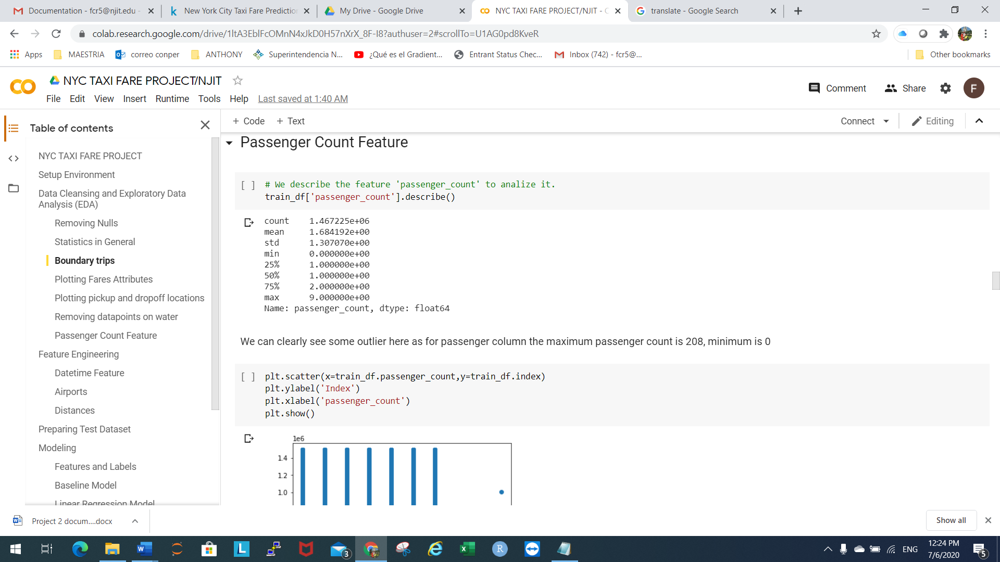 Documentation - fcr5@njit.edu -
New York City Taxi Fare Prediction
My Drive - Google Drive
NYC TAXI FARE PROJECT/NJIT - C
translate - Google Search
colab.research.google.com/drive/1ltA3EblFcOMnN4xJkD0H57nXrX_8F-I8?authuser=2#scrollTo=U1AG0pd8KveR
Apps
MAESTRIA
correo conper
ANTHONY
Superintendencia N...
¿Qué es el Gradient...
Entrant Status Chec...
Inbox (742) - fcr5@...
Other bookmarks
NYC TAXI FARE PROJECT/NJIT
File Edit View Insert Runtime Tools Help Last saved at 1:40 AM
Comment
Share
F
Table of contents
NYC TAXI FARE PROJECT
Setup Environment
Data Cleansing and Exploratory Data
Analysis (EDA)
Removing Nulls
Statistics in General
Boundary trips
Plotting Fares Attributes
Plotting pickup and dropoff locations
Removing datapoints on water
Passenger Count Feature
Feature Engineering
Datetime Feature
Airports
Distances
Preparing Test Dataset
Modeling
Features and Labels
Baseline Model
Linear Regression Model
+ Code + Text
Connect
Editing
Passenger Count Feature
[ ] # We describe the feature 'passenger_count' to analize it.
train_df['passenger_count'].describe()
count 1.467225e+06
mean 1.684192e+00
std 1.307070e+00
min 0.000000e+00
25% 1.000000e+00
50% 1.000000e+00
75% 2.000000e+00
max 9.000000e+00
Name: passenger_count, dtype: float64
We can clearly see some outlier here as for passenger column the maximum passenger count is 208, minimum is 0
[ ] plt.scatter(x=train_df.passenger_count,y=train_df.index)
plt.ylabel('Index')
plt.xlabel('passenger_count')
plt.show()
1e6
1.4
1.2
1.0
Project 2 docum....docx
Show all
3
ENG
12:24 PM
7/6/2020
5